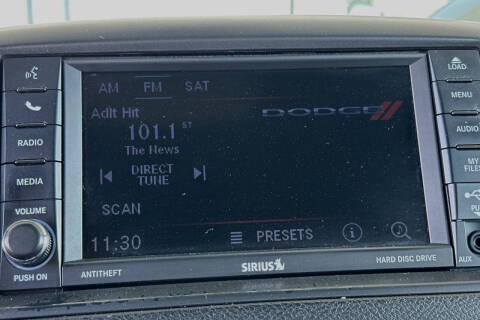 LOAD
AM FM SAT
MENU
Adlt Hit
DODGE
101.1 ST
AUDIO
RADIO
The News
MY FILES
DIRECT TUNE
MEDIA
SCAN
VOLUME
11:30
PRESETS
PUSH ON
ANTITHEFT
SIRIUS
HARD DISC DRIVE
AUX